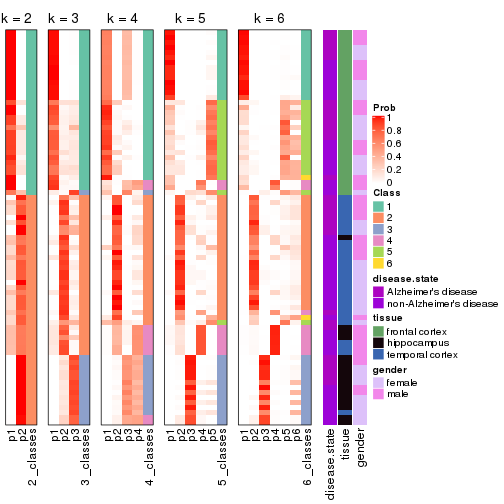 k = 2 k = 3 k = 4 k = 5 k = 6
Prob
1
0.8
0.6
0.4
0.2
0
Class
1
2
3
4
5
6
disease.state
Alzheimer's disease
non-Alzheimer's disease
tissue
frontal cortex
hippocampus
temporal cortex
gender
female
male
p1 p2 2_classes p1 p2 p3 3_classes p1 p2 p3 p4 4_classes p1 p2 p3 p4 p5 5_classes p1 p2 p3 p4 p5 p6 6_classes disease.state tissue gender